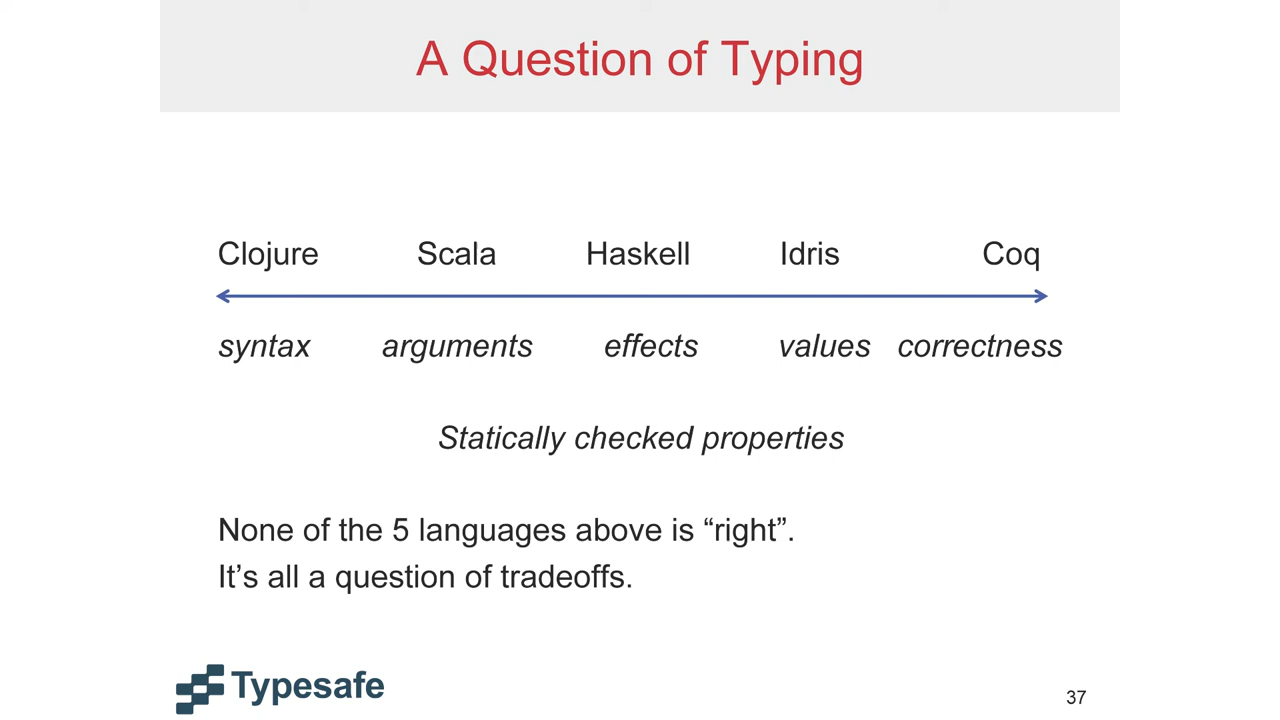 A Question of Typing
Clojure Scala Haskell Idris Coq
syntax arguments effects values correctness
Statically checked properties
None of the 5 languages above is “right”.
It’s all a question of tradeoffs.
Typesafe
37